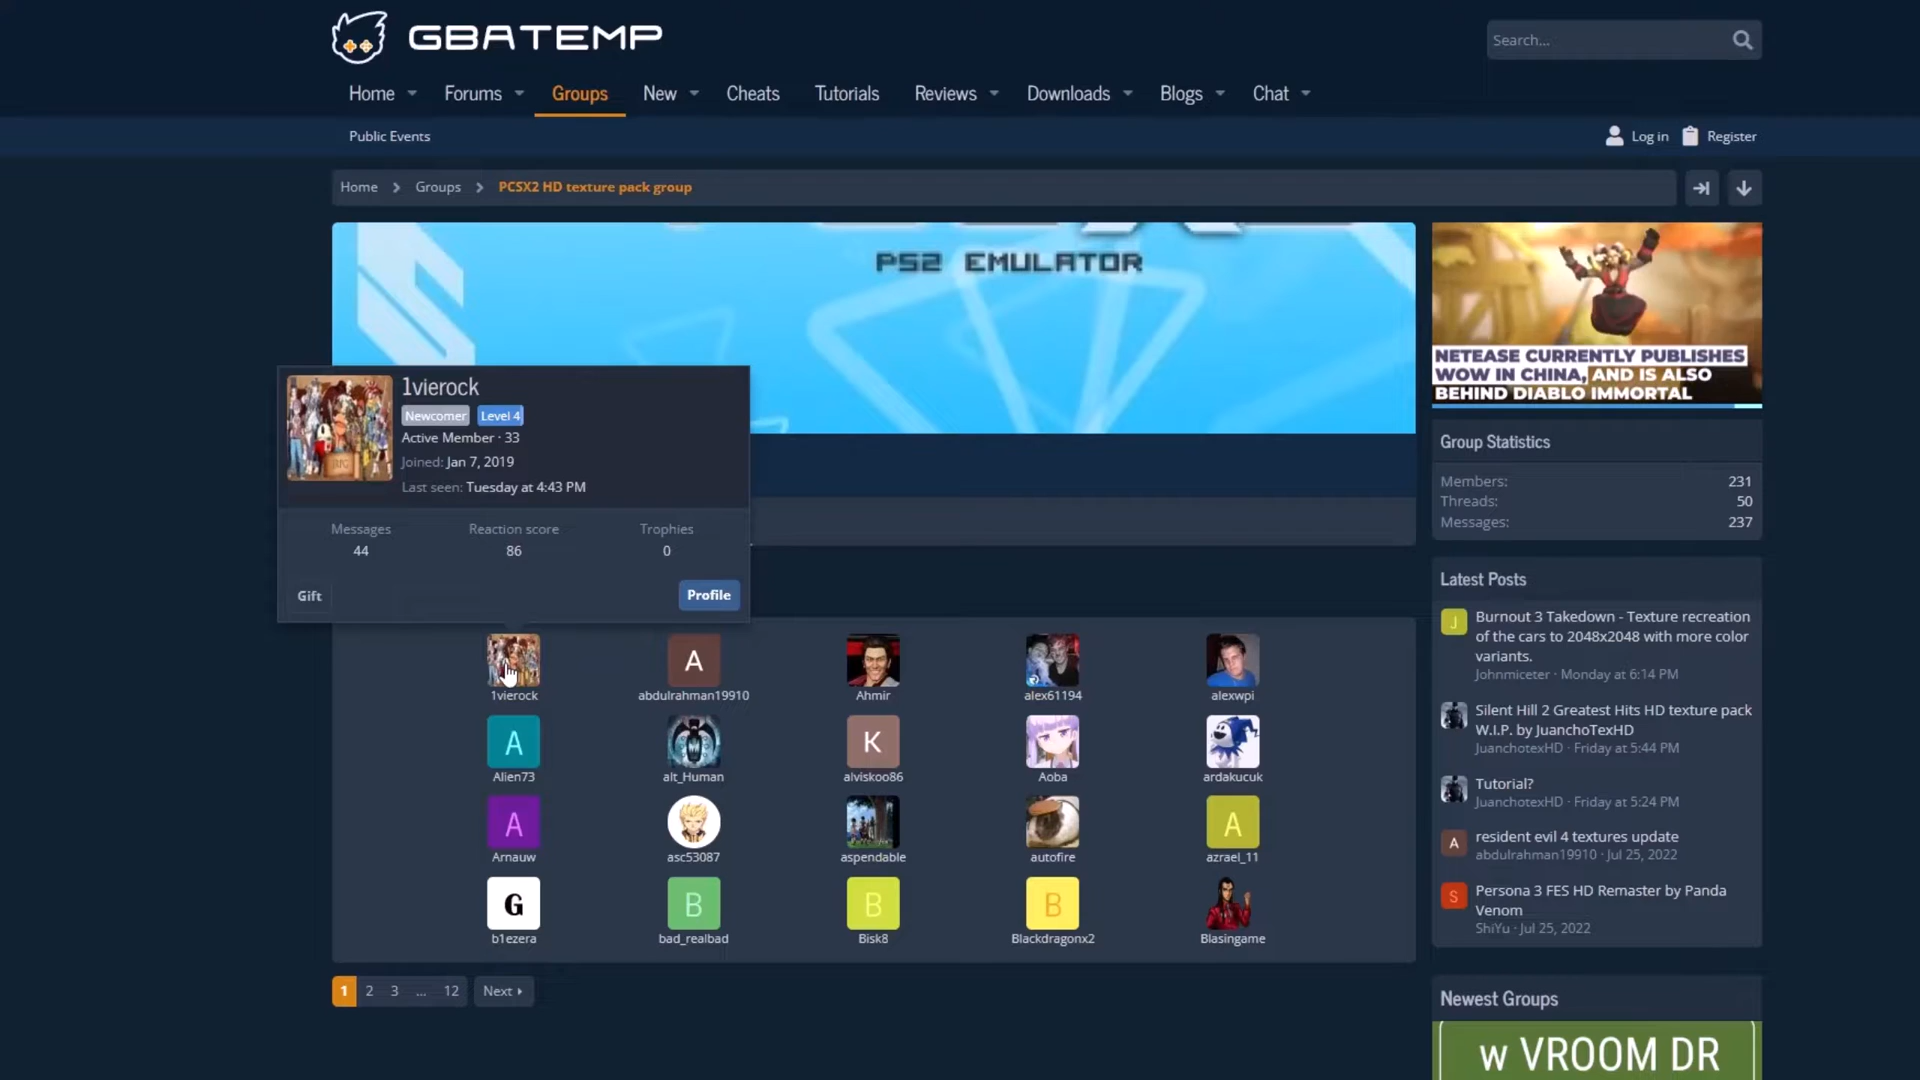 GBATEMP
Search...
Home Forums Groups New Cheats Tutorials Reviews Downloads Blogs Chat
Public Events
Log in Register
Home Groups PCSX2 HD texture pack group
PS2 EMULATOR
NETEASE CURRENTLY PUBLISHES
WOW IN CHINA, AND IS ALSO
BEHIND DIABLO IMMORTAL
1vierock
Newcomer Level 4
Active Member · 33
Joined: Jan 7, 2019
Last seen: Tuesday at 4:43 PM
Messages Reaction score Trophies
44 86 0
Gift Profile
1vierock abdulrahman19910 Ahmir alex61194 alexwpi
Alien73 alt_Human alviskoo86 Aoba ardakucuk
Arnauw asc53087 aspendable autofire azrael_11
b1ezera bad_realbad Bisk8 Blackdragonx2 Blasingame
A
A K
A A
G B B B
1 2 3 ... 12 Next
Group Statistics
Members: 231
Threads: 50
Messages: 237
Latest Posts
J
Burnout 3 Takedown - Texture recreation
of the cars to 2048x2048 with more color
variants.
Johnmiceter · Monday at 6:14 PM
Silent Hill 2 Greatest Hits HD texture pack
W.I.P. by JuanchoTexHD
JuanchotexHD · Friday at 5:44 PM
Tutorial?
JuanchotexHD · Friday at 5:24 PM
A
resident evil 4 textures update
abdulrahman19910 · Jul 25, 2022
S
Persona 3 FES HD Remaster by Panda
Venom
ShiYu · Jul 25, 2022
Newest Groups
w VROOM DR